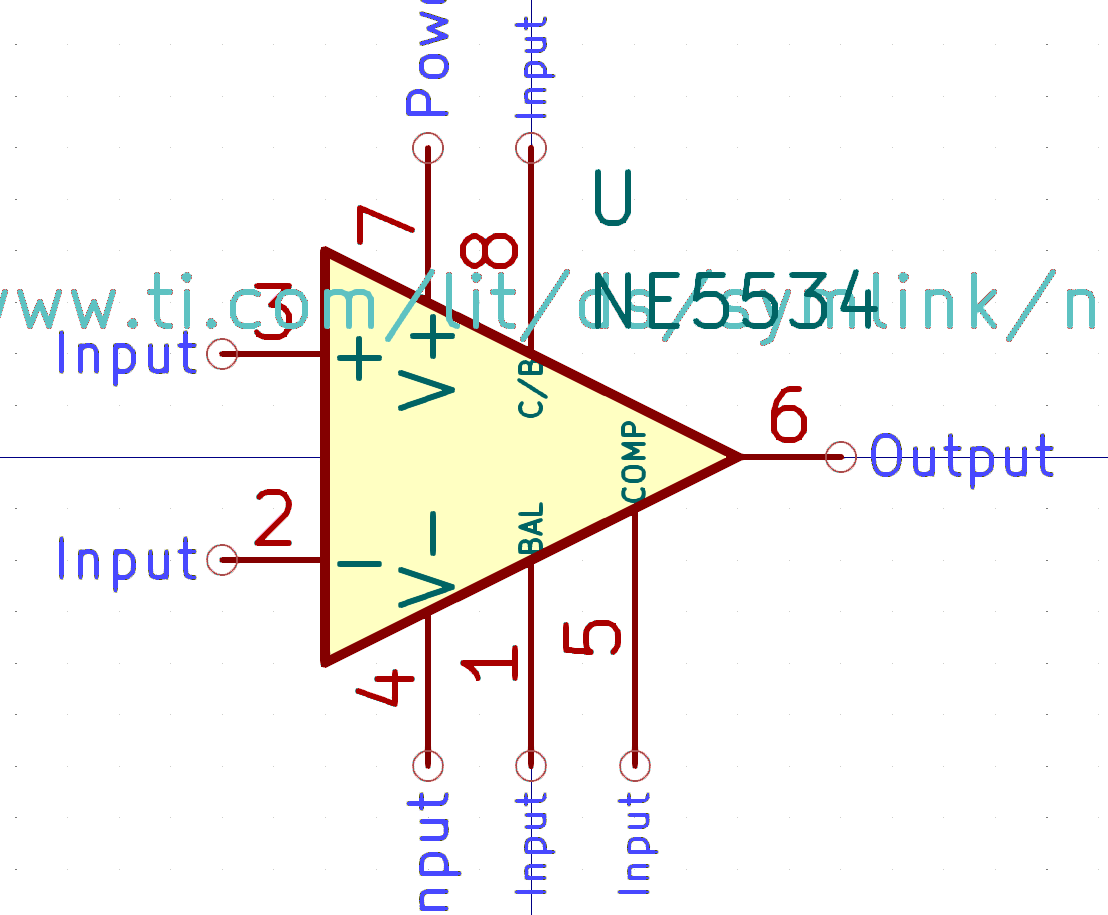 Powe
Input
U
7
8
www.ti.com/lit/ds/symlink/n
NE5534
3
Input
+
V+
C/B
6
Output
COMP
2
Input
−
V−
BAL
4
1
5
nput
Input
Input